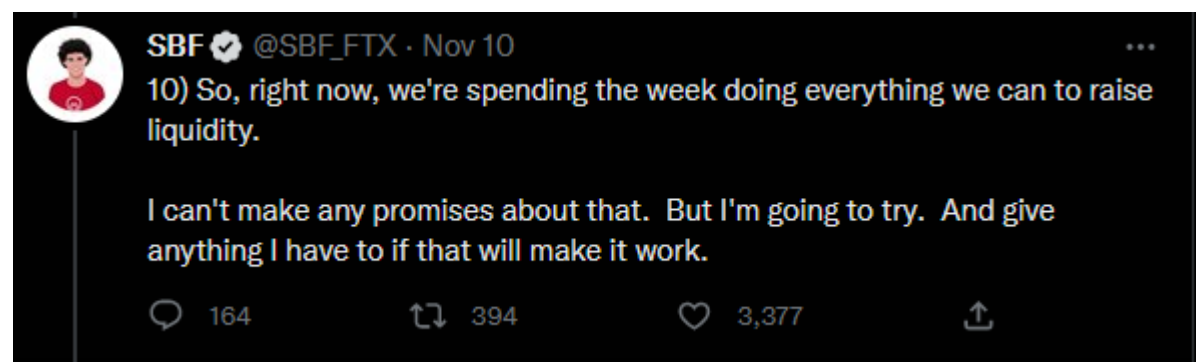 SBF @SBF_FTX · Nov 10
10) So, right now, we're spending the week doing everything we can to raise
liquidity.
I can't make any promises about that.  But I'm going to try.  And give
anything I have to if that will make it work.
164 394 3,377